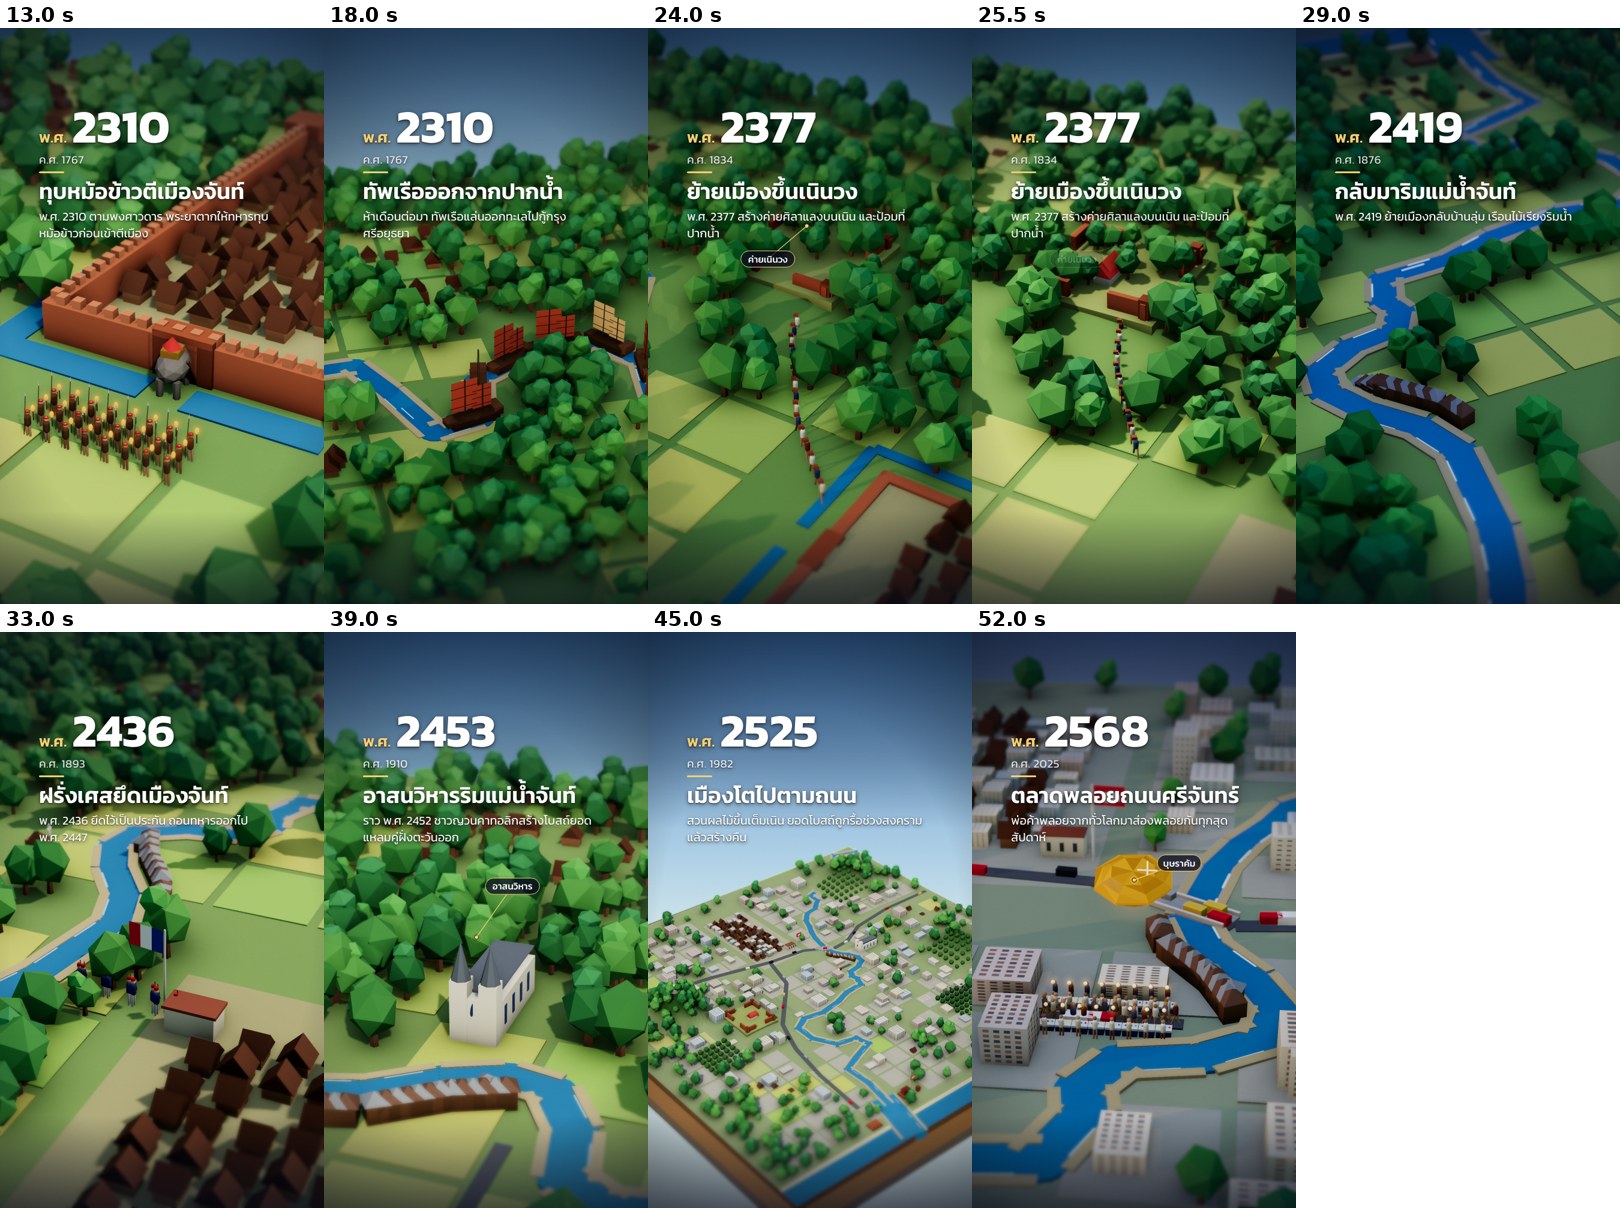 13.0 s
พ.ศ. 2310
ค.ศ. 1767
ทุบหม้อข้าวตีเมืองจันท์
พ.ศ. 2310 ตามพงศาวดาร พระยาตากให้ทหารทุบ
หม้อข้าวก่อนเข้าตีเมือง
18.0 s
พ.ศ. 2310
ค.ศ. 1767
ทัพเรือออกจากปากน้ำ
ห้าเดือนต่อมา ทัพเรือแล่นออกทะเลไปกู้กรุง
ศรีอยุธยา
24.0 s
พ.ศ. 2377
ค.ศ. 1834
ย้ายเมืองขึ้นเนินวง
พ.ศ. 2377 สร้างค่ายศิลาแลงบนเนิน และป้อมที่
ปากน้ำ
ค่ายเนินวง
25.5 s
พ.ศ. 2377
ค.ศ. 1834
ย้ายเมืองขึ้นเนินวง
พ.ศ. 2377 สร้างค่ายศิลาแลงบนเนิน และป้อมที่
ปากน้ำ
ค่ายเนินวง
29.0 s
พ.ศ. 2419
ค.ศ. 1876
กลับมาริมแม่น้ำจันท์
พ.ศ. 2419 ย้ายเมืองกลับบ้านลุ่ม เรือนไม้เรียงริมน้ำ
33.0 s
พ.ศ. 2436
ค.ศ. 1893
ฝรั่งเศสยึดเมืองจันท์
พ.ศ. 2436 ยึดไว้เป็นประกัน ถอนทหารออกไป
พ.ศ. 2447
39.0 s
พ.ศ. 2453
ค.ศ. 1910
อาสนวิหารริมแม่น้ำจันท์
ราว พ.ศ. 2452 ชาวญวนคาทอลิกสร้างโบสถ์ยอด
แหลมคู่ฝั่งตะวันออก
อาสนวิหาร
45.0 s
พ.ศ. 2525
ค.ศ. 1982
เมืองโตไปตามถนน
สวนผลไม้ขึ้นเต็มเนิน ยอดโบสถ์ถูกรื้อช่วงสงคราม
แล้วสร้างคืน
52.0 s
พ.ศ. 2568
ค.ศ. 2025
ตลาดพลอยถนนศรีจันทร์
พ่อค้าพลอยจากทั่วโลกมาส่องพลอยกันทุกสุด
สัปดาห์
บุษราคัม